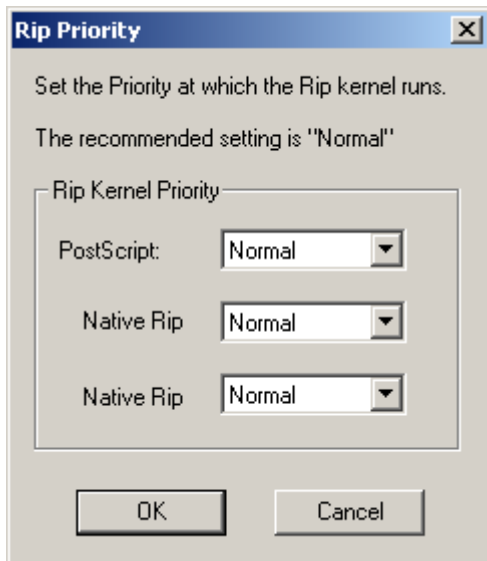 Rip Priority
Set the Priority at which the Rip kernel runs.
The recommended setting is "Normal"
Rip Kernel Priority
PostScript: Normal
Native Rip Normal
Native Rip Normal
OK Cancel